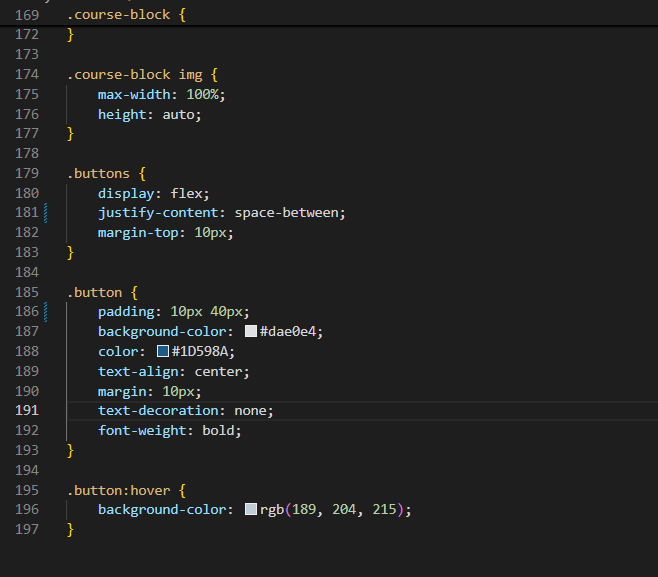 169 .course-block {
172 }
173
174 .course-block img {
175     max-width: 100%;
176     height: auto;
177 }
178
179 .buttons {
180     display: flex;
181     justify-content: space-between;
182     margin-top: 10px;
183 }
184
185 .button {
186     padding: 10px 40px;
187     background-color: #dae0e4;
188     color: #1D598A;
189     text-align: center;
190     margin: 10px;
191     text-decoration: none;
192     font-weight: bold;
193 }
194
195 .button:hover {
196     background-color: rgb(189, 204, 215);
197 }